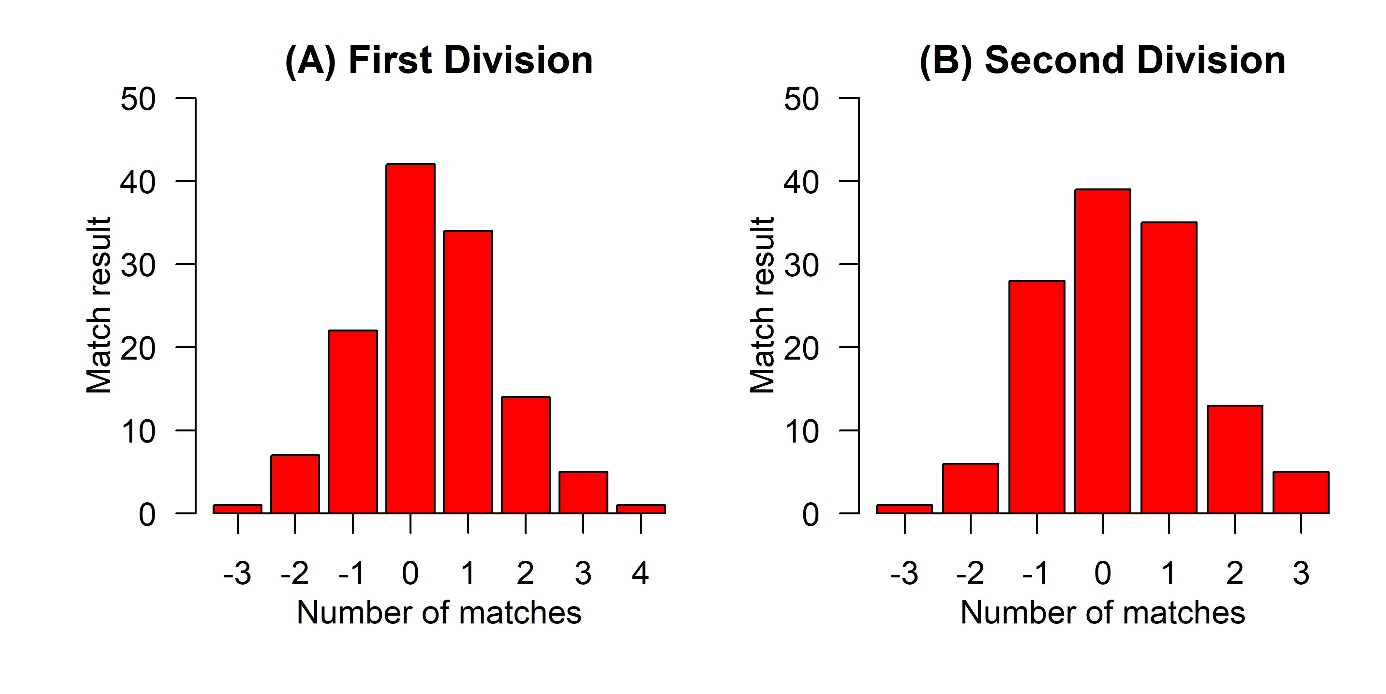 (A) First Division
50
40
30
20
10
0
Match result
-3 -2 -1 0 1 2 3 4
Number of matches
(B) Second Division
50
40
30
20
10
0
Match result
-3 -2 -1 0 1 2 3
Number of matches